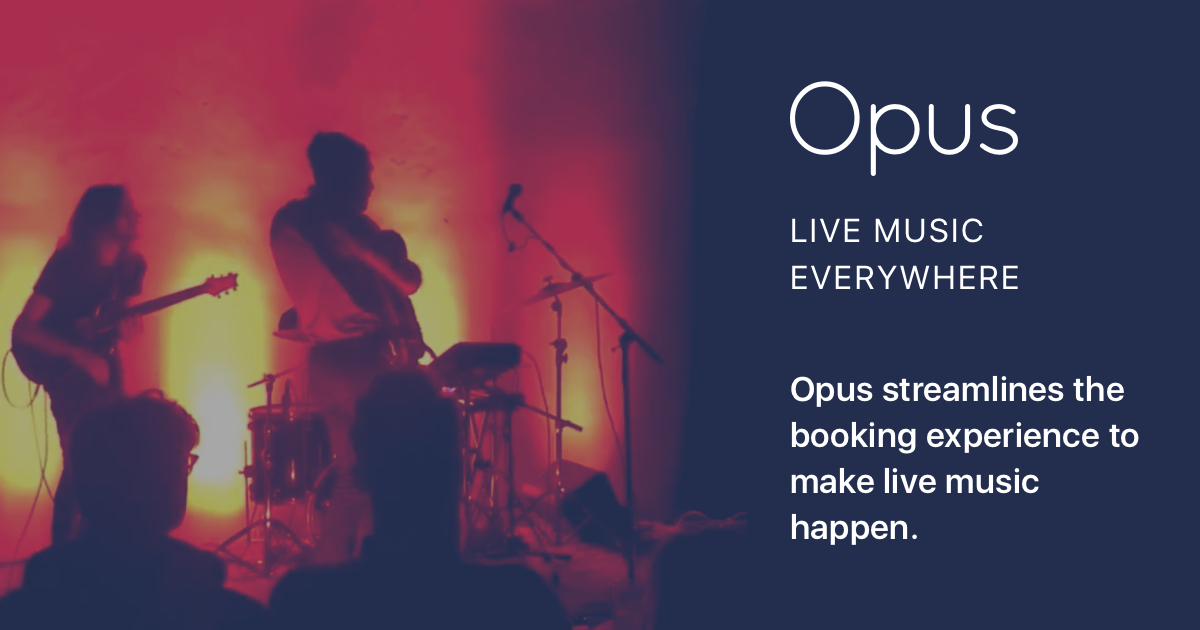 Opus
LIVE MUSIC
EVERYWHERE
Opus streamlines the
booking experience to
make live music
happen.